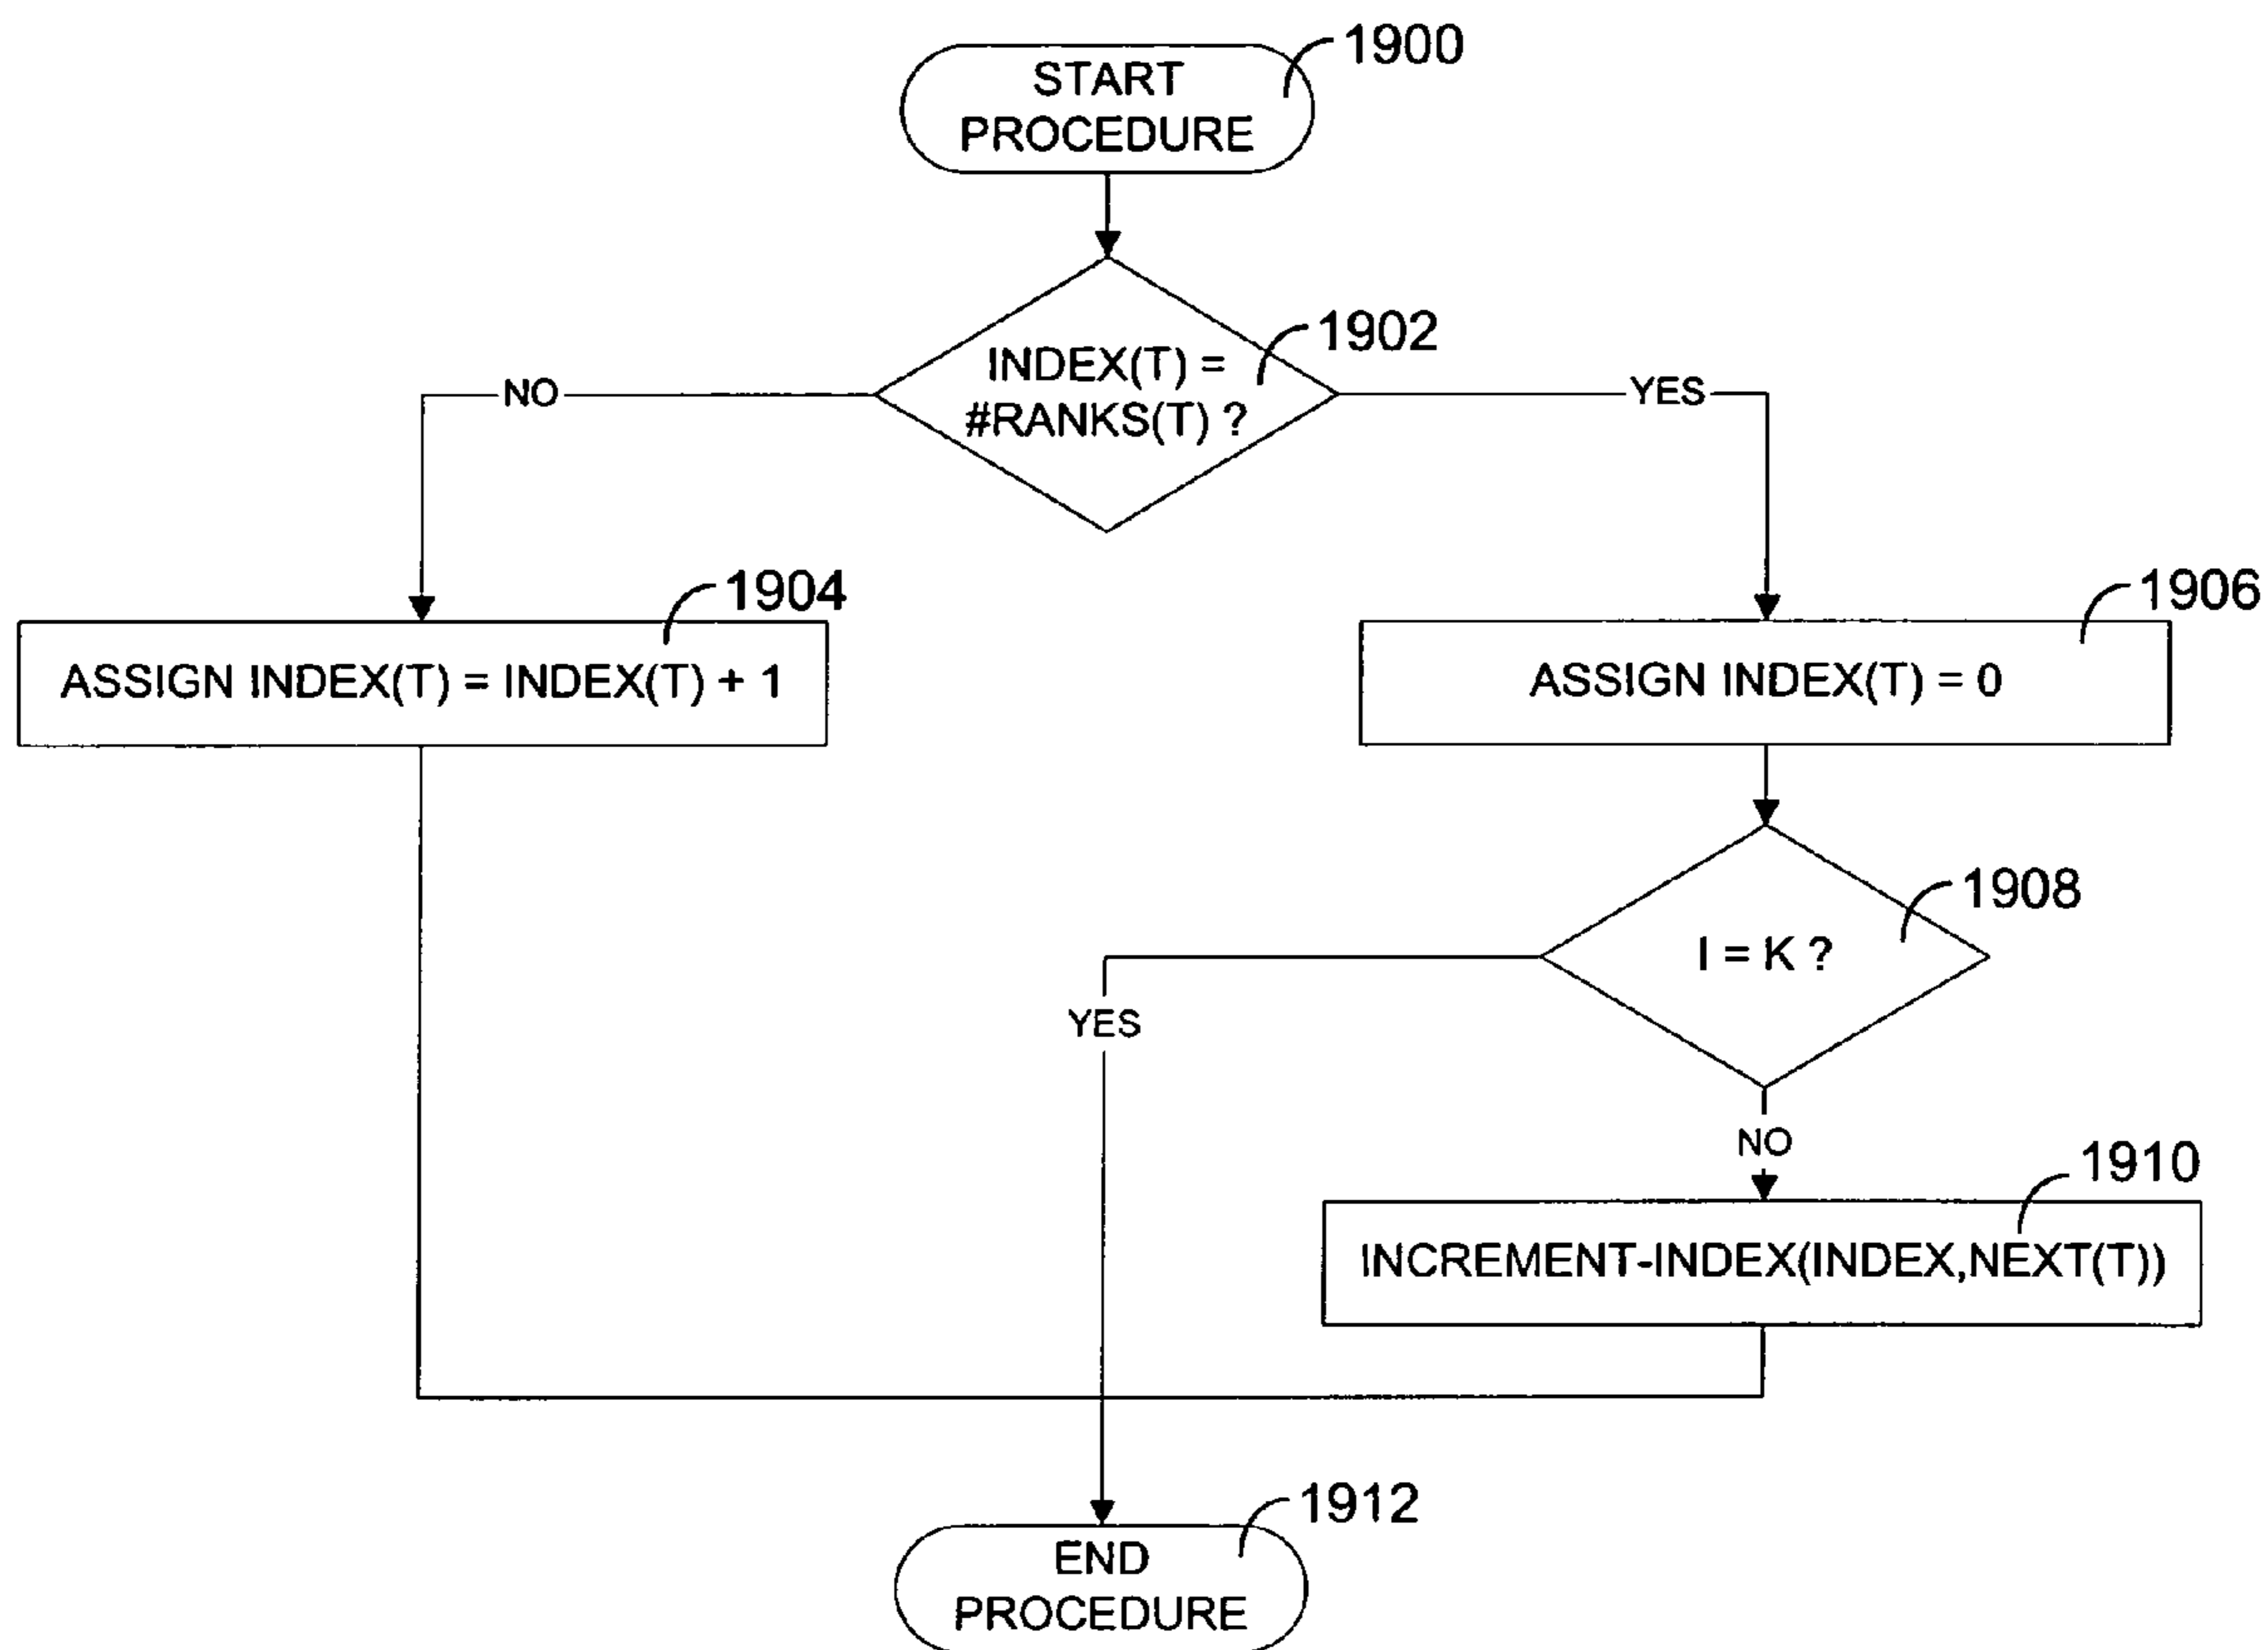 1900
START
PROCEDURE
1902
INDEX(T) =
#RANKS(T) ?
NO
YES
1904
1906
ASSIGN INDEX(T) = INDEX(T) + 1
ASSIGN INDEX(T) = 0
1908
I = K ?
YES
NO
1910
INCREMENT-INDEX(INDEX,NEXT(T))
1912
END
PROCEDURE